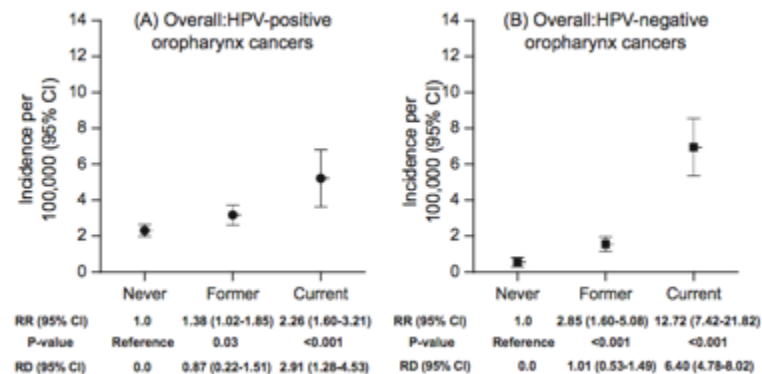 (A) Overall:HPV-positive
oropharynx cancers
Incidence per
100,000 (95% CI)
14
12
10
8
6
4
2
0
Never Former Current
RR (95% CI) 1.0 1.38 (1.02-1.85) 2.26 (1.60-3.21)
P-value Reference 0.03 <0.001
RD (95% CI) 0.0 0.87 (0.22-1.51) 2.91 (1.28-4.53)
(B) Overall:HPV-negative
oropharynx cancers
Incidence per
100,000 (95% CI)
14
12
10
8
6
4
2
0
Never Former Current
RR (95% CI) 1.0 2.85 (1.60-5.08) 12.72 (7.42-21.82)
P-value Reference <0.001 <0.001
RD (95% CI) 0.0 1.01 (0.53-1.49) 6.40 (4.78-8.02)